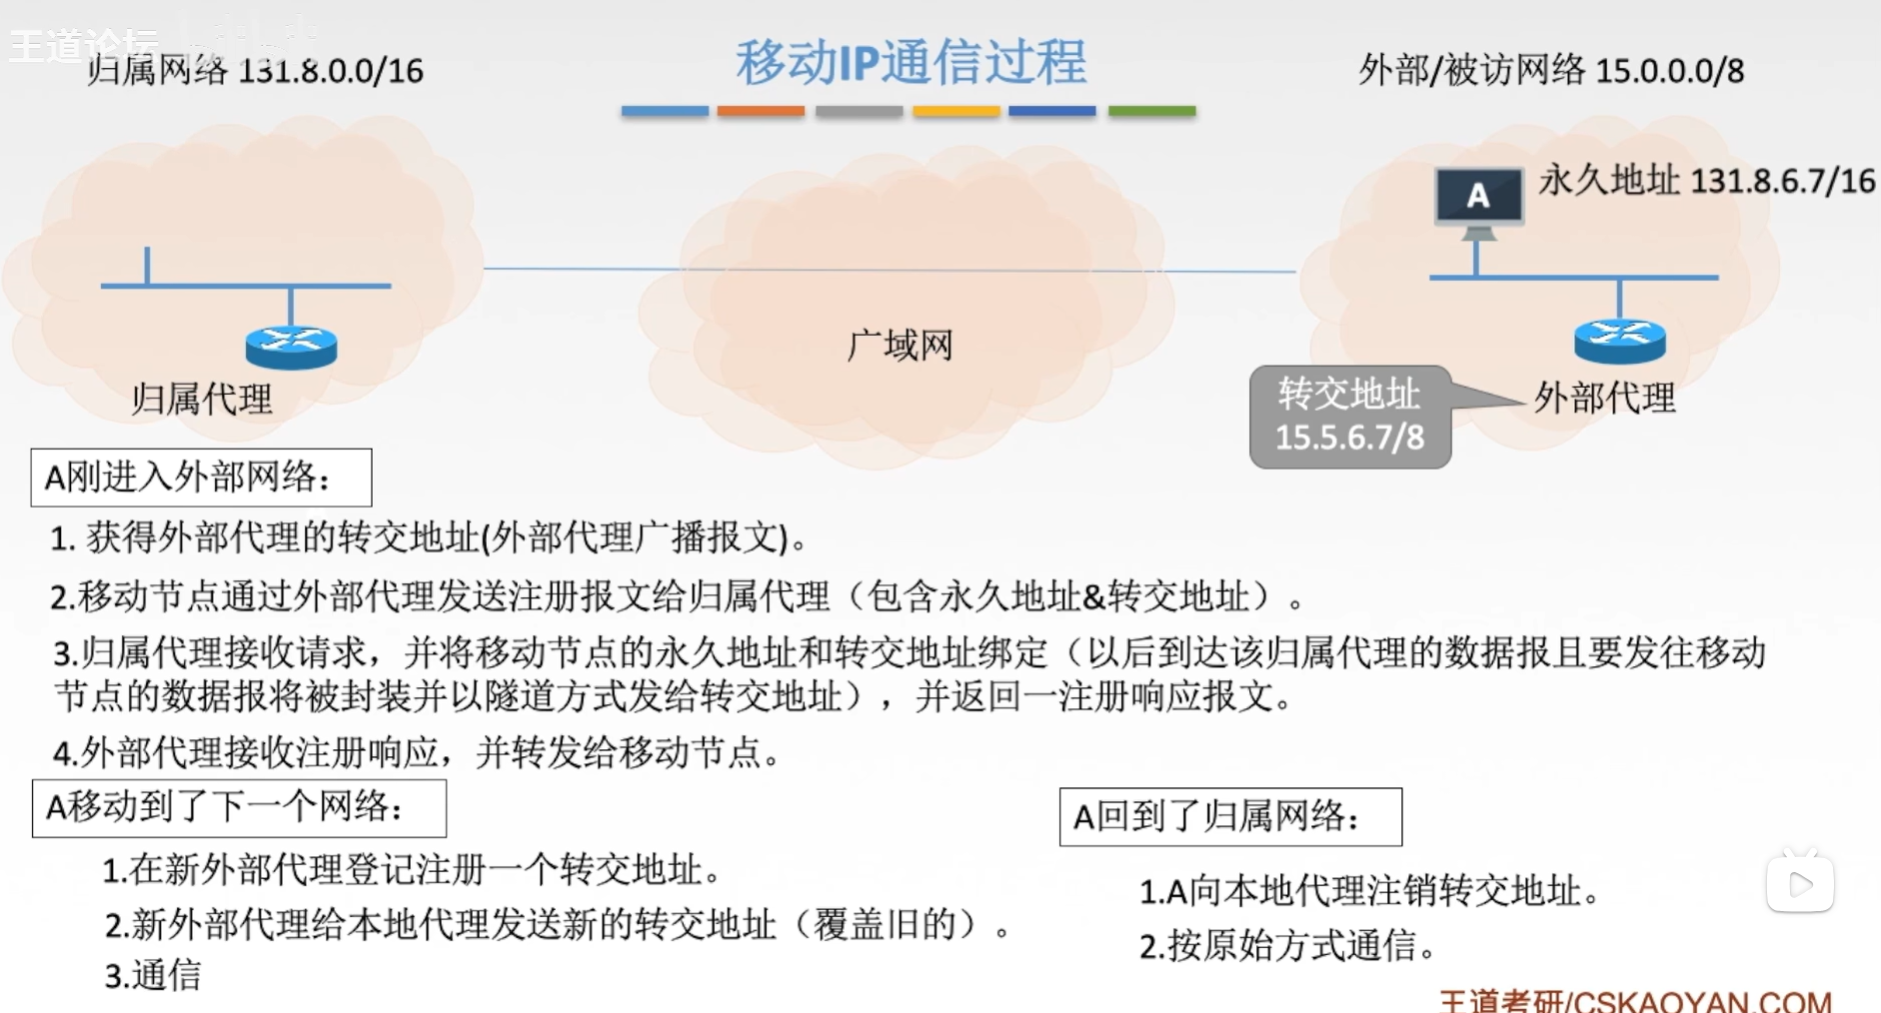 王道论坛
归属网络 131.8.0.0/16
移动IP通信过程
外部/被访网络 15.0.0.0/8
A
永久地址 131.8.6.7/16
广域网
归属代理
转交地址
15.5.6.7/8
外部代理
A刚进入外部网络：
1. 获得外部代理的转交地址(外部代理广播报文)。
2.移动节点通过外部代理发送注册报文给归属代理（包含永久地址&转交地址）。
3.归属代理接收请求，并将移动节点的永久地址和转交地址绑定（以后到达该归属代理的数据报且要发往移动
节点的数据报将被封装并以隧道方式发给转交地址），并返回一注册响应报文。
4.外部代理接收注册响应，并转发给移动节点。
A移动到了下一个网络：
1.在新外部代理登记注册一个转交地址。
2.新外部代理给本地代理发送新的转交地址（覆盖旧的）。
3.通信
A回到了归属网络：
1.A向本地代理注销转交地址。
2.按原始方式通信。
王道考研/CSKAOYAN.COM